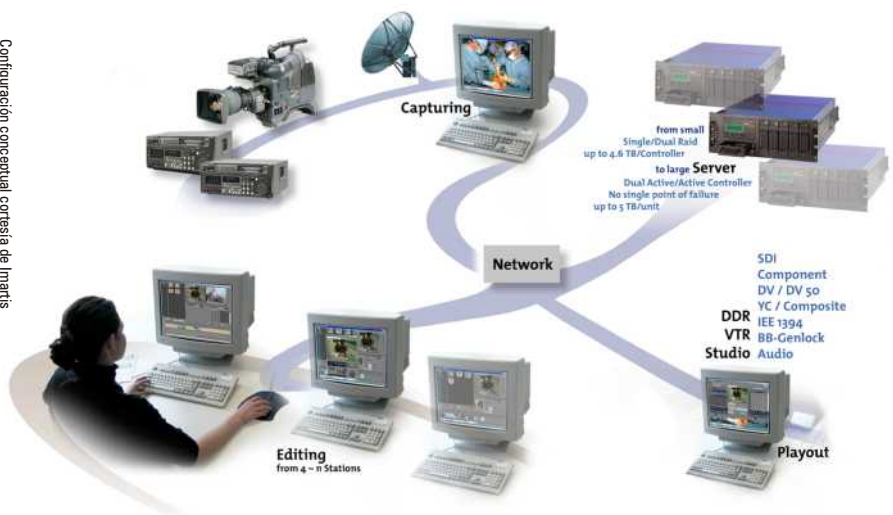 Configuración conceptual cortesía de Imartis
Capturing
from small
Single/Dual Raid
up to 4.6 TB/Controller
to large Server
Dual Active/Active Controller
No single point of failure
up to 5 TB/unit
Network
SDI
Component
DV / DV 50
YC / Composite
DDR IEE 1394
VTR BB-Genlock
Studio Audio
Editing
from 4 ~ n Stations
Playout